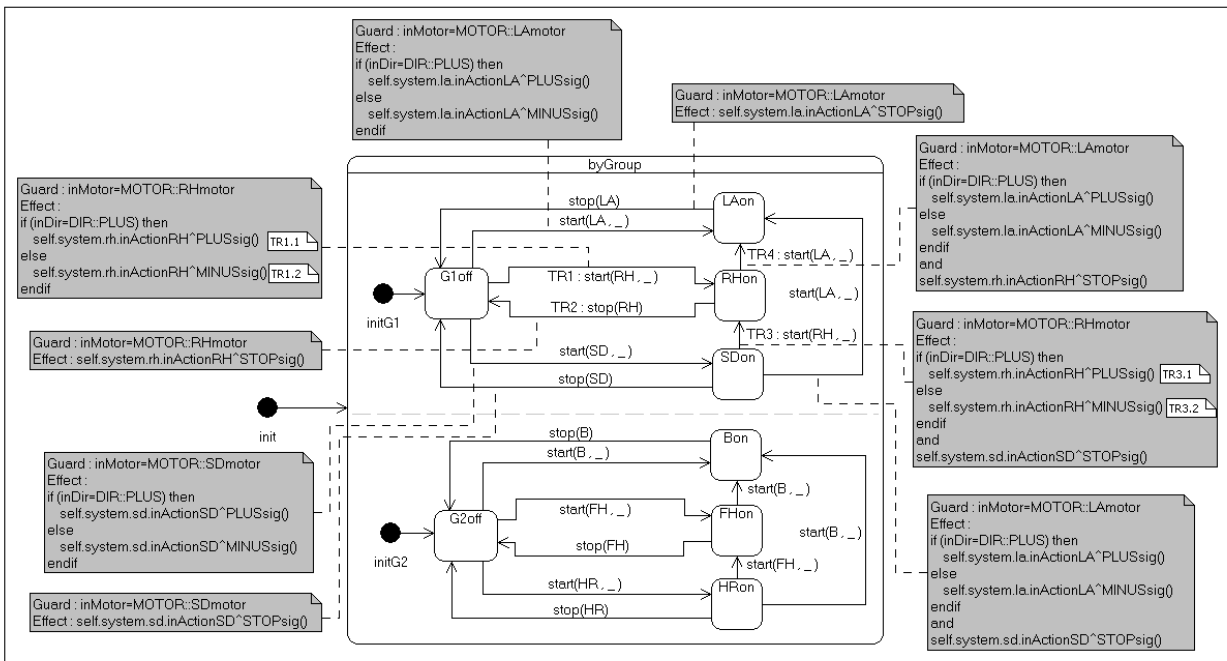 Guard : inMotor=MOTOR::LAmotor
Effect :
if (inDir=DIR::PLUS) then
self.system.la.inActionLA^PLUSsig()
else
self.system.la.inActionLA^MINUSsig()
endif
Guard : inMotor=MOTOR::LAmotor
Effect : self.system.la.inActionLA^STOPsig()
Guard : inMotor=MOTOR::LAmotor
Effect :
if (inDir=DIR::PLUS) then
self.system.la.inActionLA^PLUSsig()
else
self.system.la.inActionLA^MINUSsig()
endif
and
self.system.rh.inActionRH^STOPsig()
Guard : inMotor=MOTOR::RHmotor
Effect :
if (inDir=DIR::PLUS) then
self.system.rh.inActionRH^PLUSsig() TR1.1
else
self.system.rh.inActionRH^MINUSsig() TR1.2
endif
Guard : inMotor=MOTOR::RHmotor
Effect : self.system.rh.inActionRH^STOPsig()
byGroup
stop(LA)
LAon
start(LA, _)
TR4 : start(LA, _)
G1off
TR1 : start(RH, _)
RHon
TR2 : stop(RH)
start(LA, _)
initG1
TR3 : start(RH, _)
start(SD, _)
SDon
stop(SD)
init
Guard : inMotor=MOTOR::RHmotor
Effect :
if (inDir=DIR::PLUS) then
self.system.rh.inActionRH^PLUSsig() TR3.1
else
self.system.rh.inActionRH^MINUSsig() TR3.2
endif
and
self.system.sd.inActionSD^STOPsig()
Guard : inMotor=MOTOR::SDmotor
Effect :
if (inDir=DIR::PLUS) then
self.system.sd.inActionSD^PLUSsig()
else
self.system.sd.inActionSD^MINUSsig()
endif
Guard : inMotor=MOTOR::SDmotor
Effect : self.system.sd.inActionSD^STOPsig()
stop(B)
Bon
start(B, _)
start(B, _)
G2off
start(FH, _)
FHon
start(B, _)
stop(FH)
initG2
start(FH, _)
start(HR, _)
HRon
stop(HR)
Guard : inMotor=MOTOR::LAmotor
Effect :
if (inDir=DIR::PLUS) then
self.system.la.inActionLA^PLUSsig()
else
self.system.la.inActionLA^MINUSsig()
endif
and
self.system.sd.inActionSD^STOPsig()